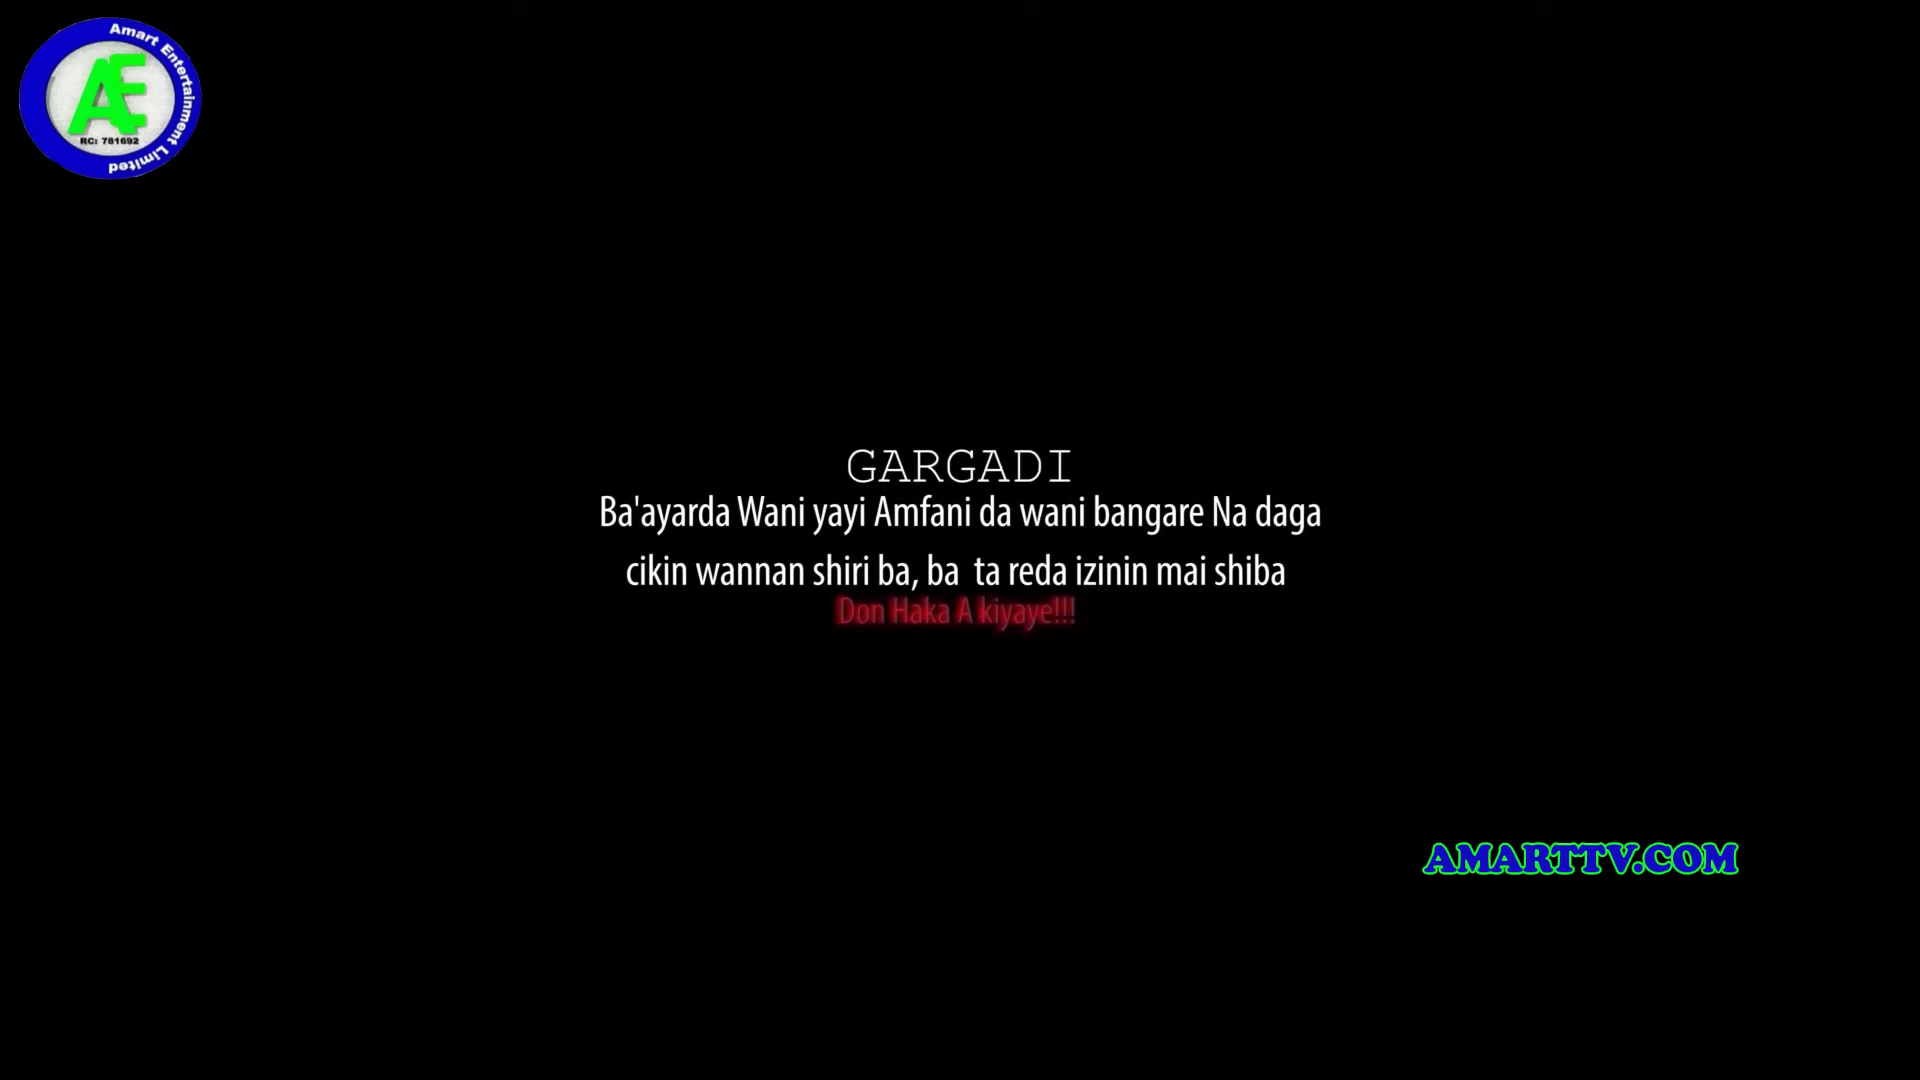 Amart Entertainment Limited
AE
RC: 781692
GARGADI
Ba'ayarda Wani yayi Amfani da wani bangare Na daga
cikin wannan shiri ba, ba ta reda izinin mai shiba
Don Haka A kiyaye!!!
AMARTTV.COM